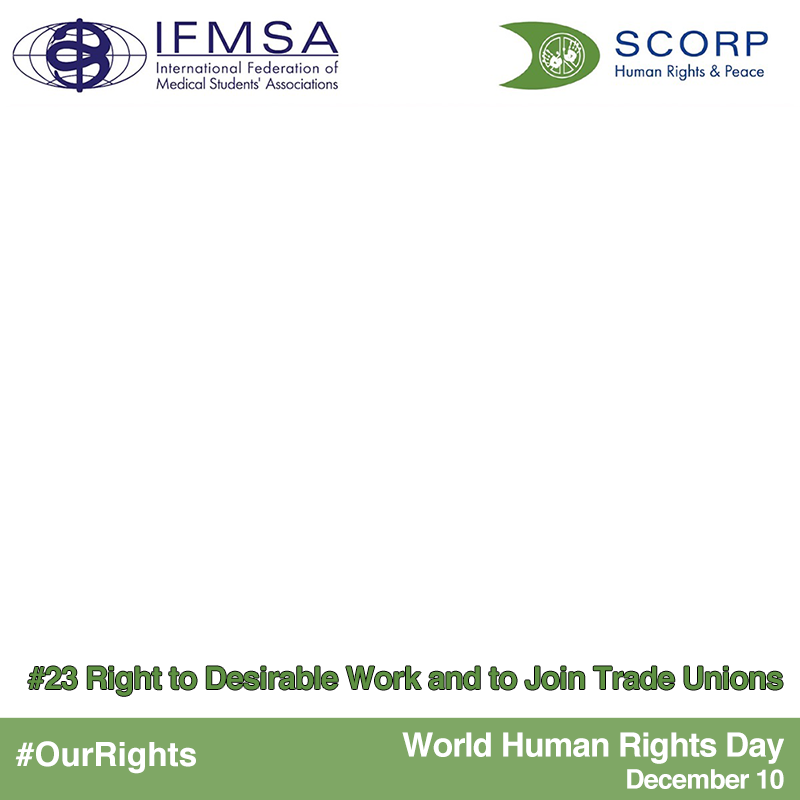 IFMSA
International Federation of
Medical Students' Associations
SCORP
Human Rights & Peace
#23 Right to Desirable Work and to Join Trade Unions
#OurRights
World Human Rights Day
December 10